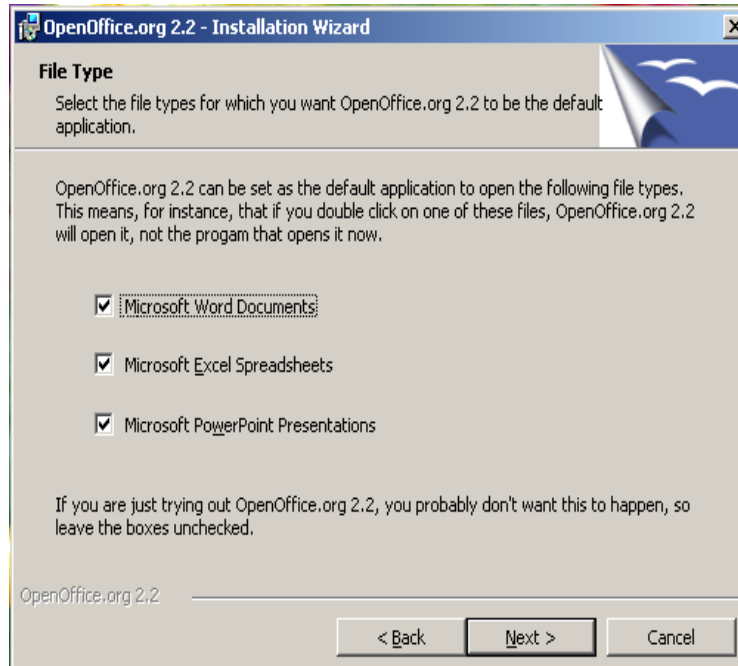 OpenOffice.org 2.2 - Installation Wizard
File Type
Select the file types for which you want OpenOffice.org 2.2 to be the default
application.
OpenOffice.org 2.2 can be set as the default application to open the following file types.
This means, for instance, that if you double click on one of these files, OpenOffice.org 2.2
will open it, not the progam that opens it now.
Microsoft Word Documents
Microsoft Excel Spreadsheets
Microsoft PowerPoint Presentations
If you are just trying out OpenOffice.org 2.2, you probably don't want this to happen, so
leave the boxes unchecked.
OpenOffice.org 2.2
< Back Next > Cancel